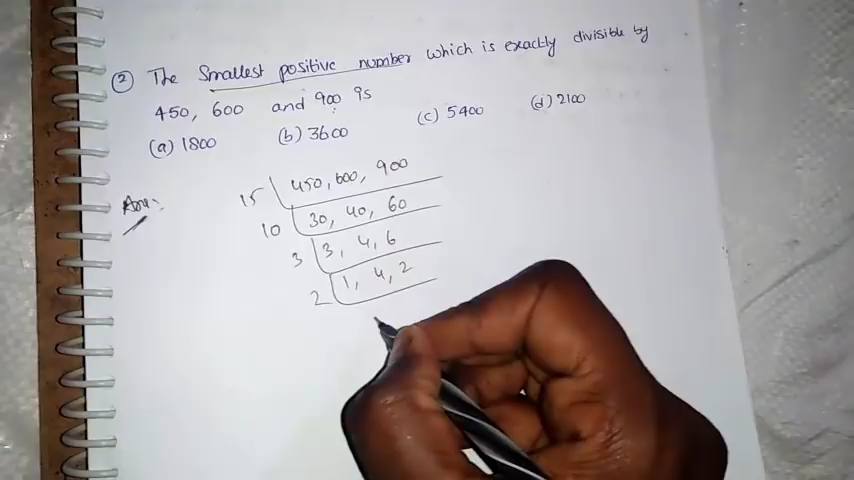 ② The Smallest positive number which is exactly divisible by
450, 600 and 900 is
(a) 1800 (b) 3600 (c) 5400 (d) 2100
Ans:
15 450, 600, 900
10 30, 40, 60
3 3, 4, 6
2 1, 4, 2